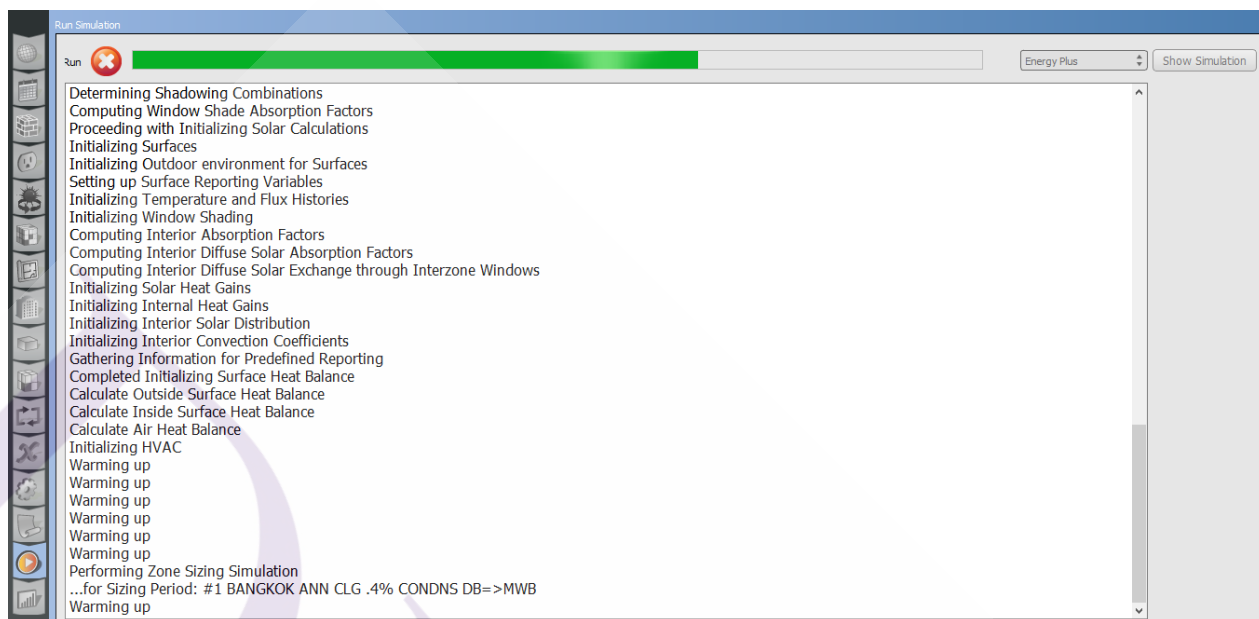 Run Simulation
Run
Energy Plus
Show Simulation
Determining Shadowing Combinations
Computing Window Shade Absorption Factors
Proceeding with Initializing Solar Calculations
Initializing Surfaces
Initializing Outdoor environment for Surfaces
Setting up Surface Reporting Variables
Initializing Temperature and Flux Histories
Initializing Window Shading
Computing Interior Absorption Factors
Computing Interior Diffuse Solar Absorption Factors
Computing Interior Diffuse Solar Exchange through Interzone Windows
Initializing Solar Heat Gains
Initializing Internal Heat Gains
Initializing Interior Solar Distribution
Initializing Interior Convection Coefficients
Gathering Information for Predefined Reporting
Completed Initializing Surface Heat Balance
Calculate Outside Surface Heat Balance
Calculate Inside Surface Heat Balance
Calculate Air Heat Balance
Initializing HVAC
Warming up
Warming up
Warming up
Warming up
Warming up
Warming up
Performing Zone Sizing Simulation
...for Sizing Period: #1 BANGKOK ANN CLG .4% CONDNS DB=>MWB
Warming up